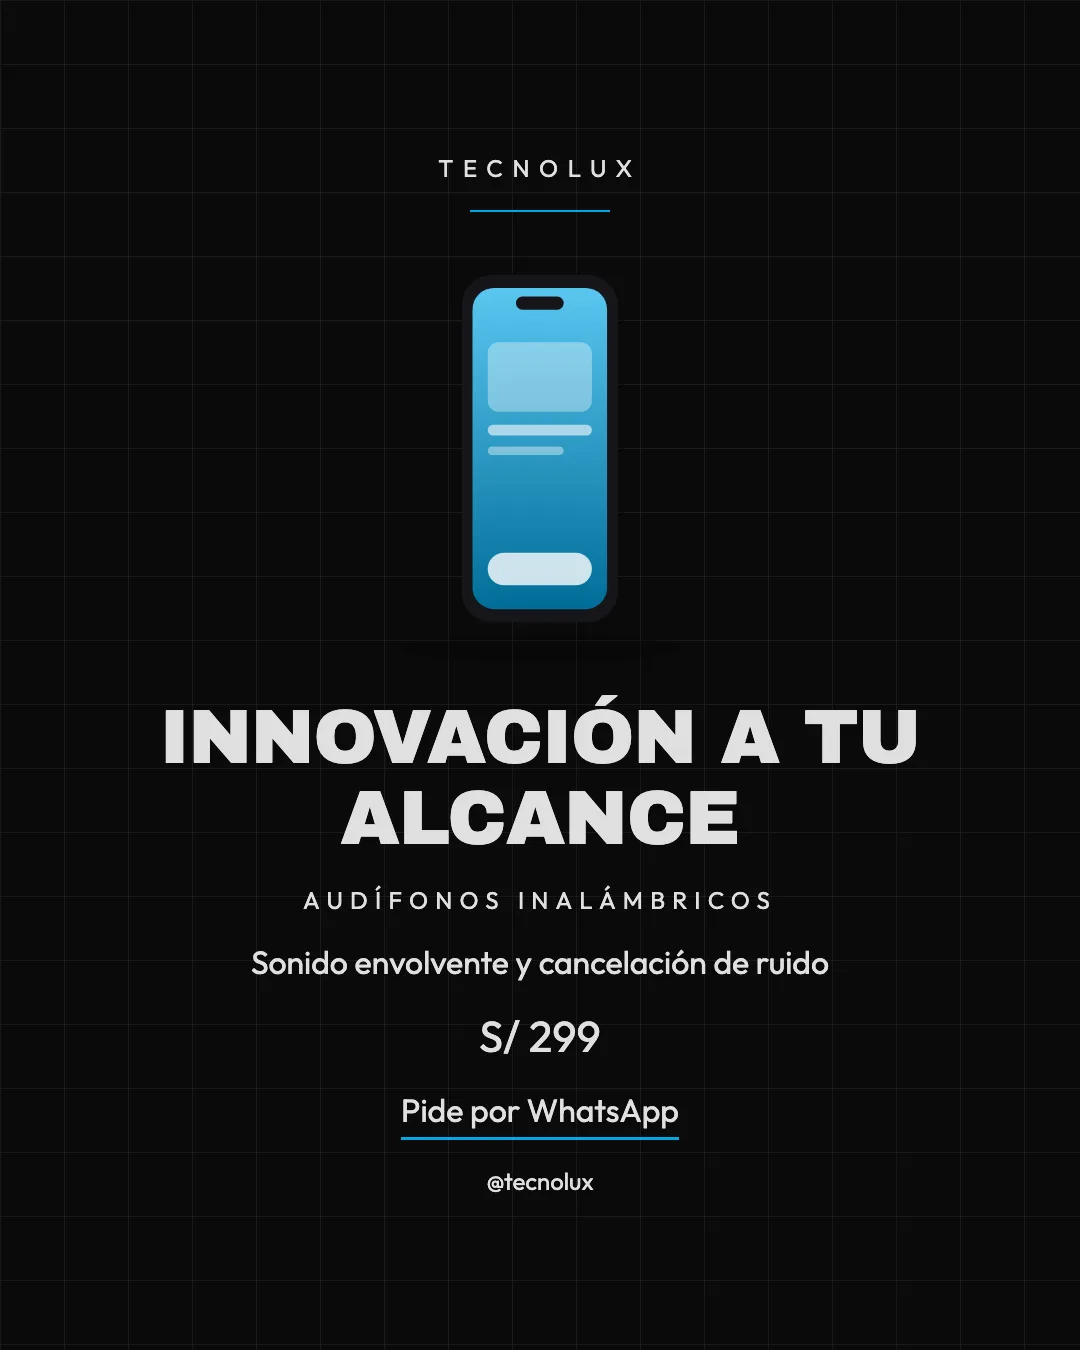 TECNOLUX
INNOVACIÓN A TU
ALCANCE
AUDÍFONOS INALÁMBRICOS
Sonido envolvente y cancelación de ruido
S/ 299
Pide por WhatsApp
@tecnolux